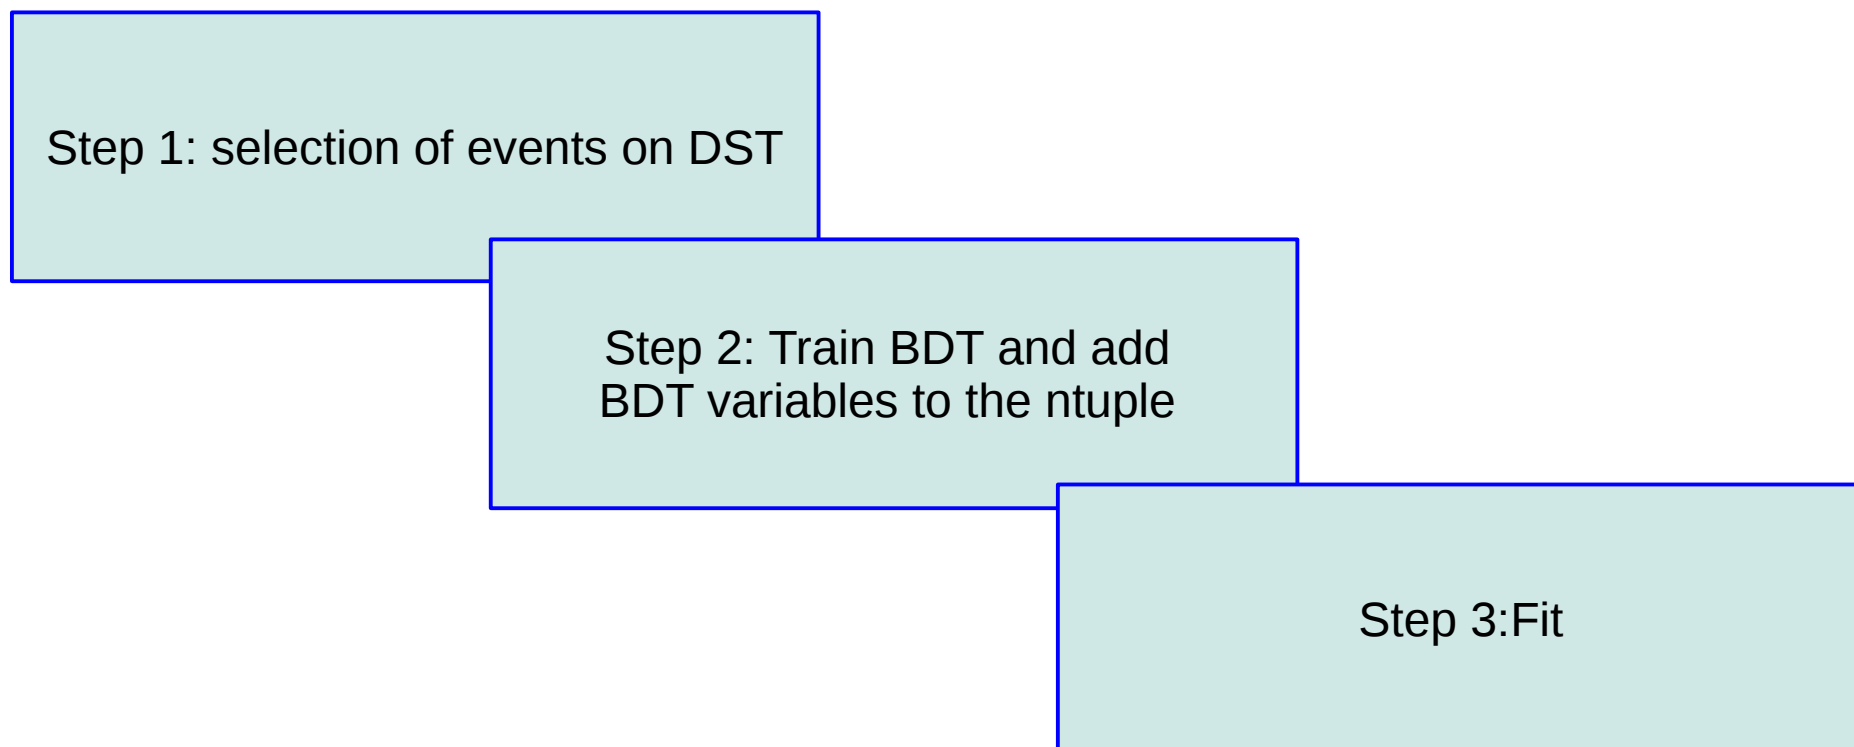 Step 1: selection of events on DST
Step 2: Train BDT and add
BDT variables to the ntuple
Step 3:Fit